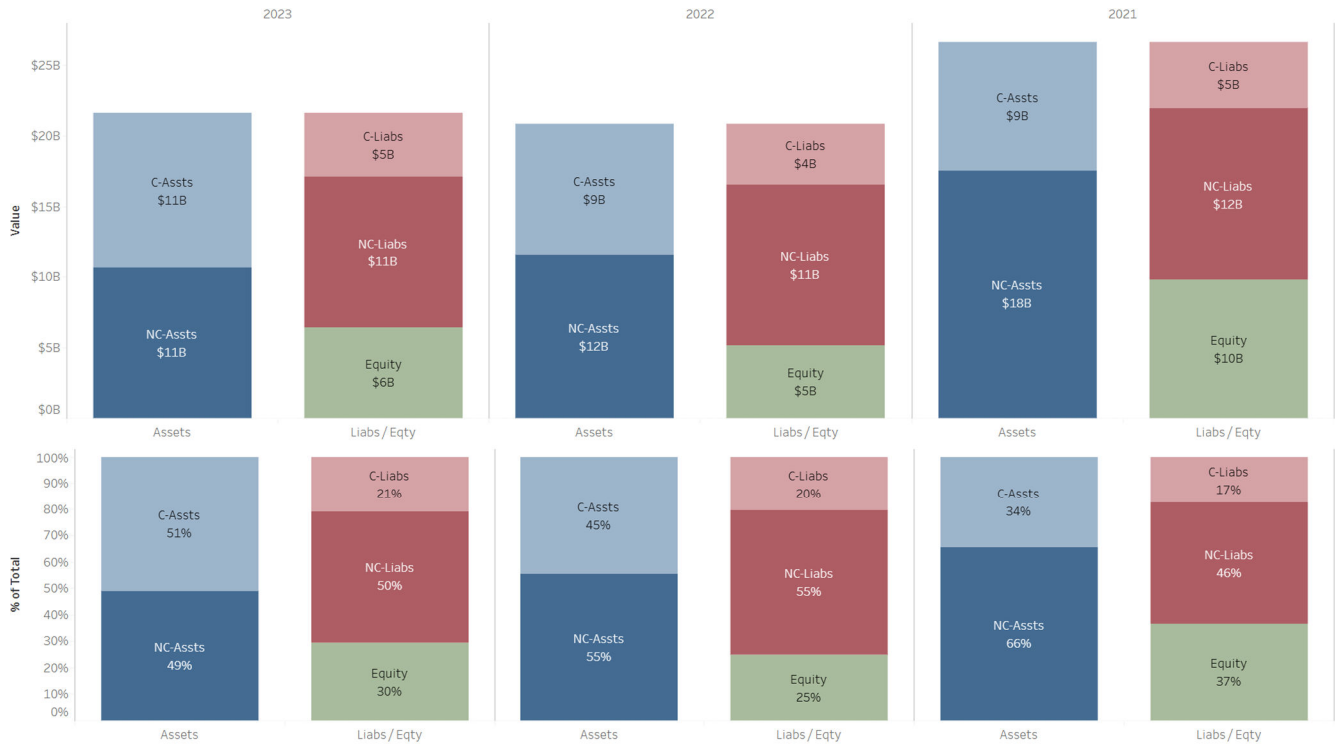 2023
2022
2021
Value
$25B
$20B
$15B
$10B
$5B
$0B
C-Assts
$11B
NC-Assts
$11B
C-Liabs
$5B
NC-Liabs
$11B
Equity
$6B
C-Assts
$9B
NC-Assts
$12B
C-Liabs
$4B
NC-Liabs
$11B
Equity
$5B
C-Assts
$9B
NC-Assts
$18B
C-Liabs
$5B
NC-Liabs
$12B
Equity
$10B
Assets
Liabs / Eqty
Assets
Liabs / Eqty
Assets
Liabs / Eqty
% of Total
100%
90%
80%
70%
60%
50%
40%
30%
20%
10%
0%
C-Assts
51%
NC-Assts
49%
C-Liabs
21%
NC-Liabs
50%
Equity
30%
C-Assts
45%
NC-Assts
55%
C-Liabs
20%
NC-Liabs
55%
Equity
25%
C-Assts
34%
NC-Assts
66%
C-Liabs
17%
NC-Liabs
46%
Equity
37%
Assets
Liabs / Eqty
Assets
Liabs / Eqty
Assets
Liabs / Eqty